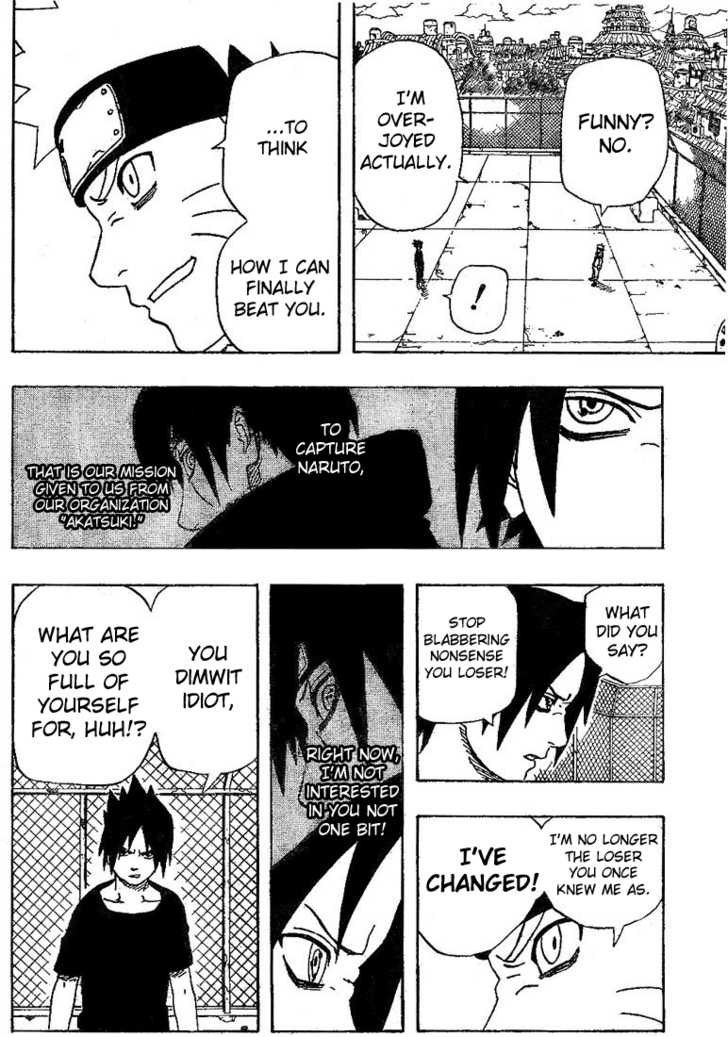 FUNNY?
NO.
I'M
OVER-
JOYED
ACTUALLY.
!
...TO
THINK
HOW I CAN
FINALLY
BEAT YOU.
TO
CAPTURE
NARUTO,
THAT IS OUR MISSION
GIVEN TO US FROM
OUR ORGANIZATION
"AKATSUKI."
WHAT
DID YOU
SAY?
STOP
BLABBERING
NONSENSE
YOU LOSER!
I'M NO LONGER
THE LOSER
YOU ONCE
KNEW ME AS.
I'VE
CHANGED!
RIGHT NOW,
I'M NOT
INTERESTED
IN YOU NOT
ONE BIT!
YOU
DIMWIT
IDIOT,
WHAT ARE
YOU SO
FULL OF
YOURSELF
FOR, HUH!?